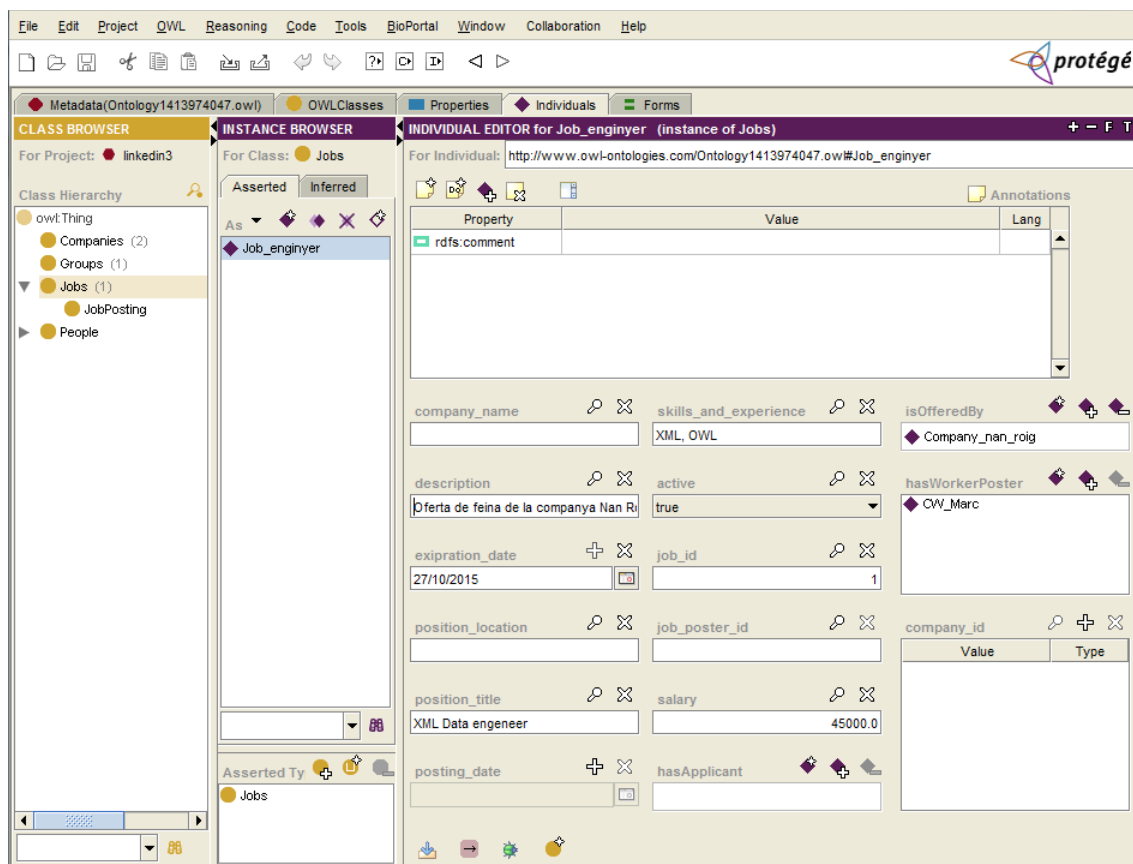 File Edit Project OWL Reasoning Code Tools BioPortal Window Collaboration Help
protégé
Metadata(Ontology1413974047.owl) OWLClasses Properties Individuals Forms
CLASS BROWSER
For Project: linkedin3
Class Hierarchy
owl:Thing
Companies (2)
Groups (1)
Jobs (1)
JobPosting
People
INSTANCE BROWSER
For Class: Jobs
Asserted Inferred
As
Job_enginyer
Asserted Ty
Jobs
INDIVIDUAL EDITOR for Job_enginyer (instance of Jobs) + − F T
For Individual: http://www.owl-ontologies.com/Ontology1413974047.owl#Job_enginyer
Annotations
Property Value Lang
rdfs:comment
company_name skills_and_experience isOfferedBy
XML, OWL Company_nan_roig
description active hasWorkerPoster
Oferta de feina de la companya Nan R true CW_Marc
exipration_date job_id
27/10/2015 1
position_location job_poster_id company_id
Value Type
position_title salary
XML Data engeneer 45000.0
posting_date hasApplicant